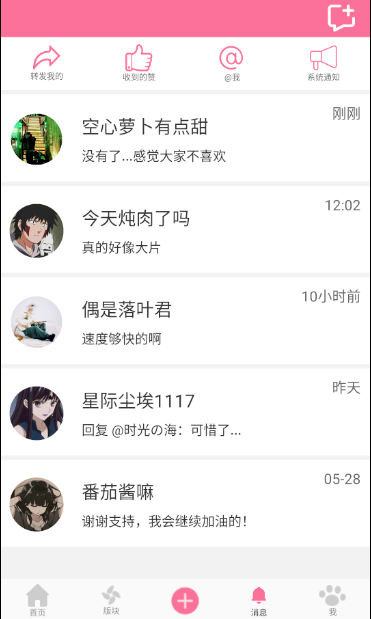 转发我的
收到的赞
@我
系统通知
空心萝卜有点甜
刚刚
没有了...感觉大家不喜欢
今天炖肉了吗
12:02
真的好像大片
偶是落叶君
10小时前
速度够快的啊
星际尘埃1117
昨天
回复 @时光の海：可惜了...
番茄酱嘛
05-28
谢谢支持，我会继续加油的！
首页
版块
消息
我